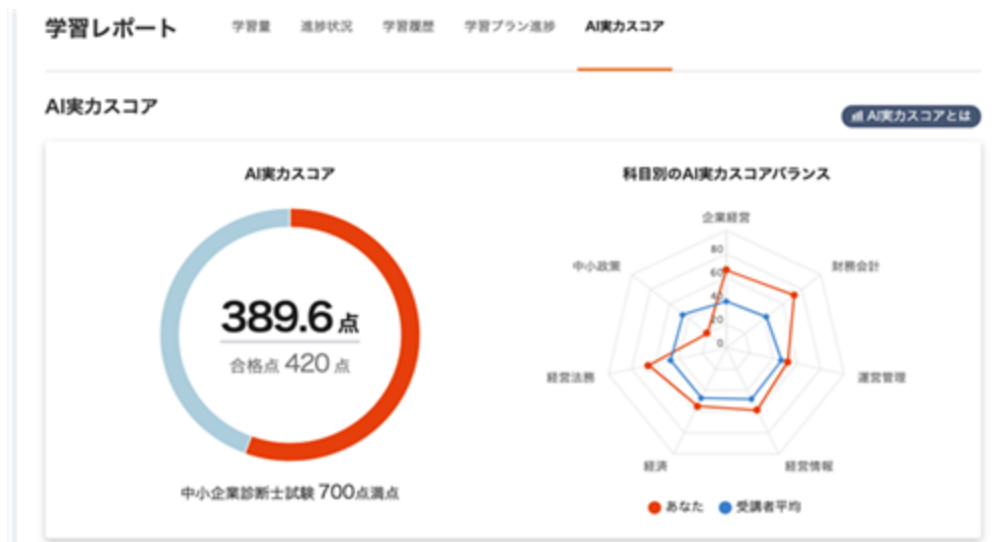 学習レポート
学習量 進捗状況 学習履歴 学習プラン進捗 AI実力スコア
AI実力スコア
AI実力スコアとは
AI実力スコア
389.6点
合格点 420点
中小企業診断士試験 700点満点
科目別のAI実力スコアバランス
企業経営
80
中小政策
60
財務会計
40
20
0
経営法務
運営管理
経済
経営情報
あなた 受講者平均